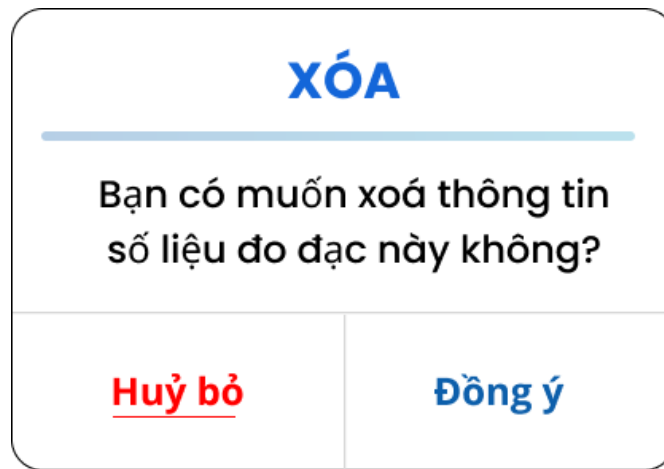 XÓA
Bạn có muốn xoá thông tin
số liệu đo đạc này không?
Huỷ bỏ
Đồng ý